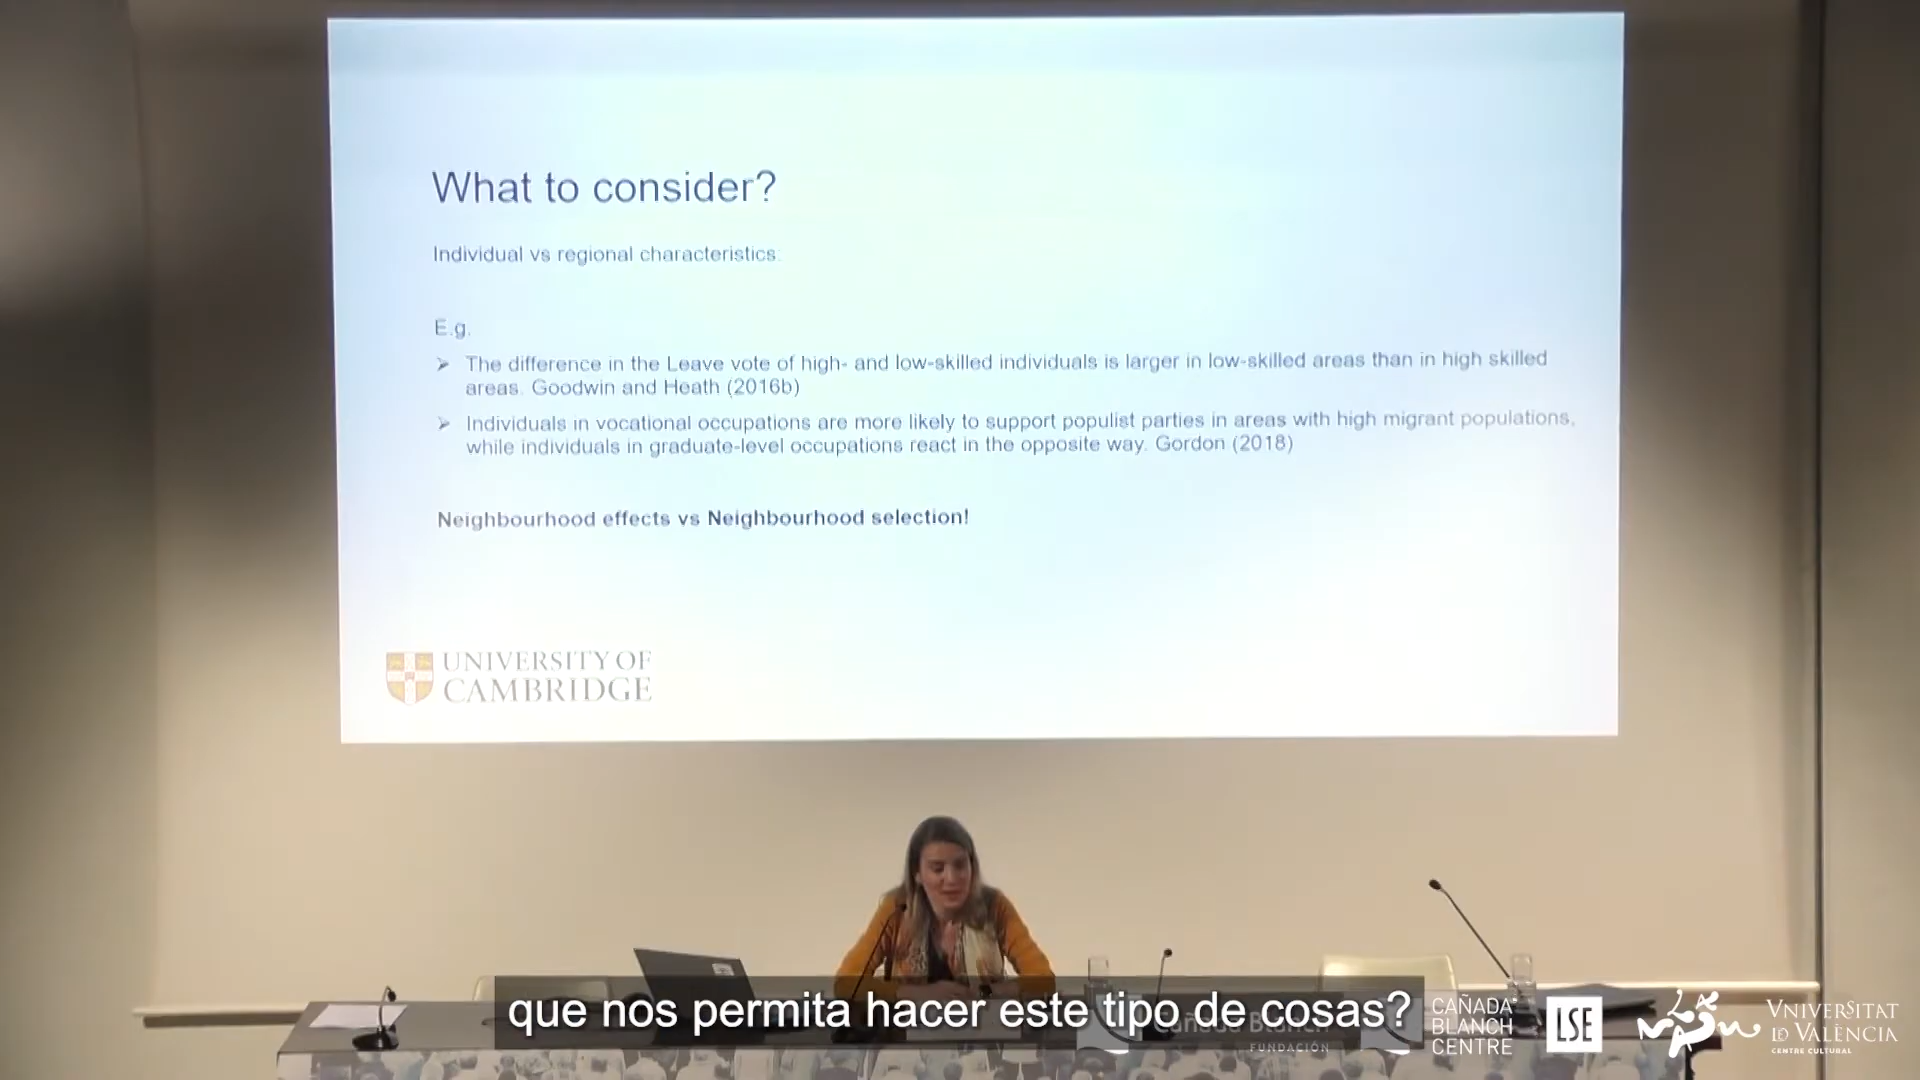 What to consider?
Individual vs regional characteristics:
E.g.
➢ The difference in the Leave vote of high- and low-skilled individuals is larger in low-skilled areas than in high skilled
areas. Goodwin and Heath (2016b)
➢ Individuals in vocational occupations are more likely to support populist parties in areas with high migrant populations,
while individuals in graduate-level occupations react in the opposite way. Gordon (2018)
Neighbourhood effects vs Neighbourhood selection!
UNIVERSITY OF
CAMBRIDGE
que nos permita hacer este tipo de cosas?
Cañada Blanch
FUNDACIÓN
CAÑADA
BLANCH
CENTRE
LSE
VNIVERSITAT
ID VALÈNCIA
CENTRE CULTURAL